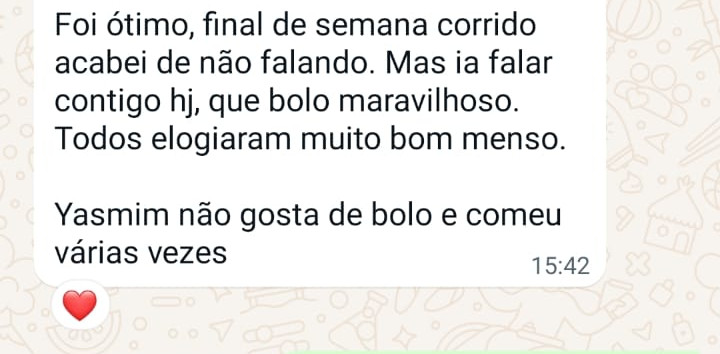 Foi ótimo, final de semana corrido
acabei de não falando. Mas ia falar
contigo hj, que bolo maravilhoso.
Todos elogiaram muito bom menso.
Yasmim não gosta de bolo e comeu
várias vezes
15:42